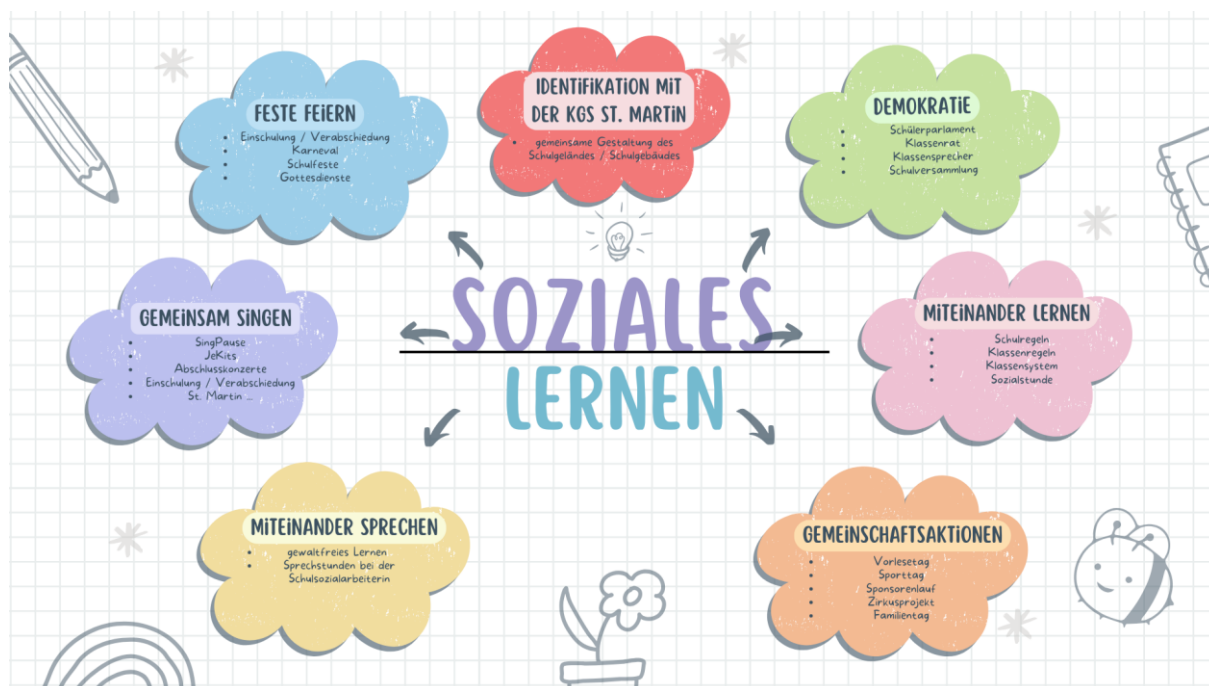 FESTE FEIERN
Einschulung / Verabschiedung
Karneval
Schulfeste
Gottesdienste
IDENTIFIKATION MIT
DER KGS ST. MARTIN
gemeinsame Gestaltung des
Schulgeländes / Schulgebäudes
DEMOKRATIE
Schülerparlament
Klassenrat
Klassensprecher
Schulversammlung
SOZIALES
LERNEN
GEMEINSAM SINGEN
SingPause
JeKits
Abschlusskonzerte
Einschulung / Verabschiedung
St. Martin ...
MITEINANDER LERNEN
Schulregeln
Klassenregeln
Klassensystem
Sozialstunde
MITEINANDER SPRECHEN
gewaltfreies Lernen
Sprechstunden bei der
Schulsozialarbeiterin
GEMEINSCHAFTSAKTIONEN
Vorlesetag
Sporttag
Sponsorenlauf
Zirkusprojekt
Familientag